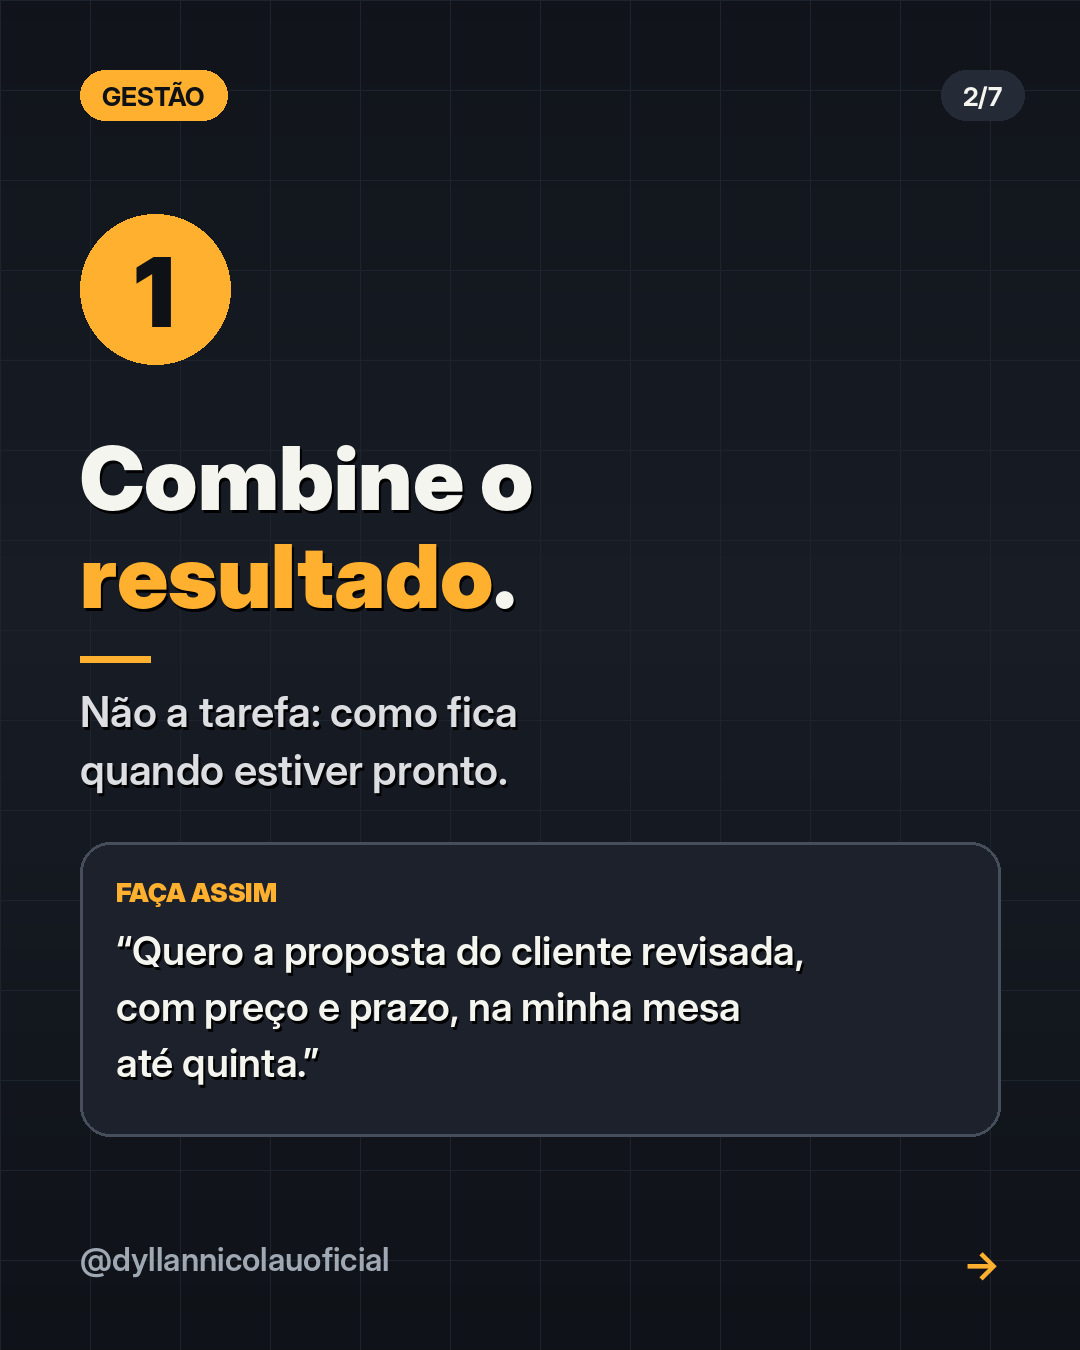 GESTÃO
2/7
1
Combine o
resultado.
Não a tarefa: como fica
quando estiver pronto.
FAÇA ASSIM
“Quero a proposta do cliente revisada,
com preço e prazo, na minha mesa
até quinta.”
@dyllannicolauoficial
→